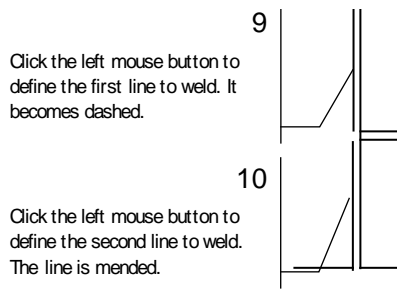 9
Click the left mouse button to
define the first line to weld. It
becomes dashed.
10
Click the left mouse button to
define the second line to weld.
The line is mended.